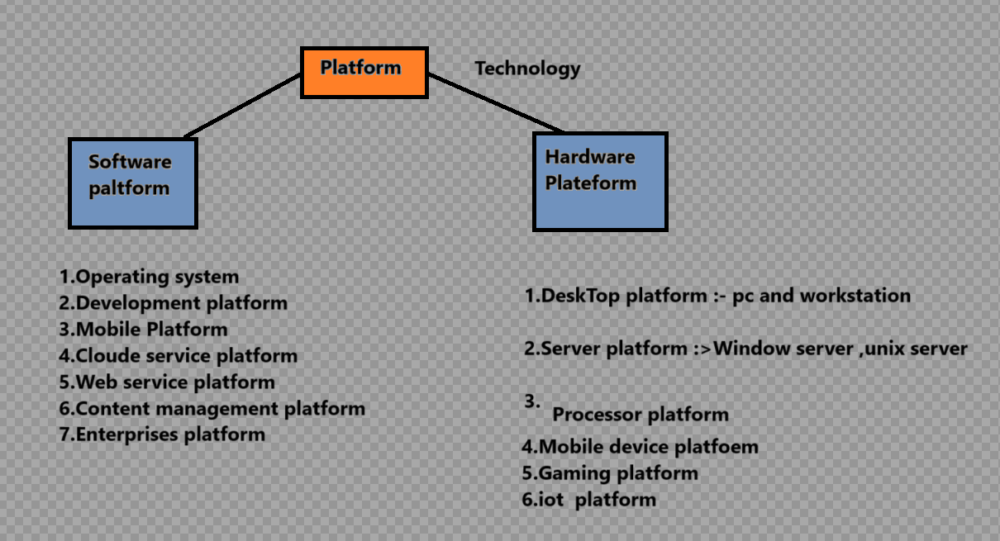 Platform
Technology
Software
paltform
Hardware
Plateform
1.Operating system
2.Development platform
3.Mobile Platform
4.Cloude service platform
5.Web service platform
6.Content management platform
7.Enterprises platform
1.DeskTop platform :- pc and workstation
2.Server platform :>Window server ,unix server
3.
Processor platform
4.Mobile device platfoem
5.Gaming platform
6.iot  platform